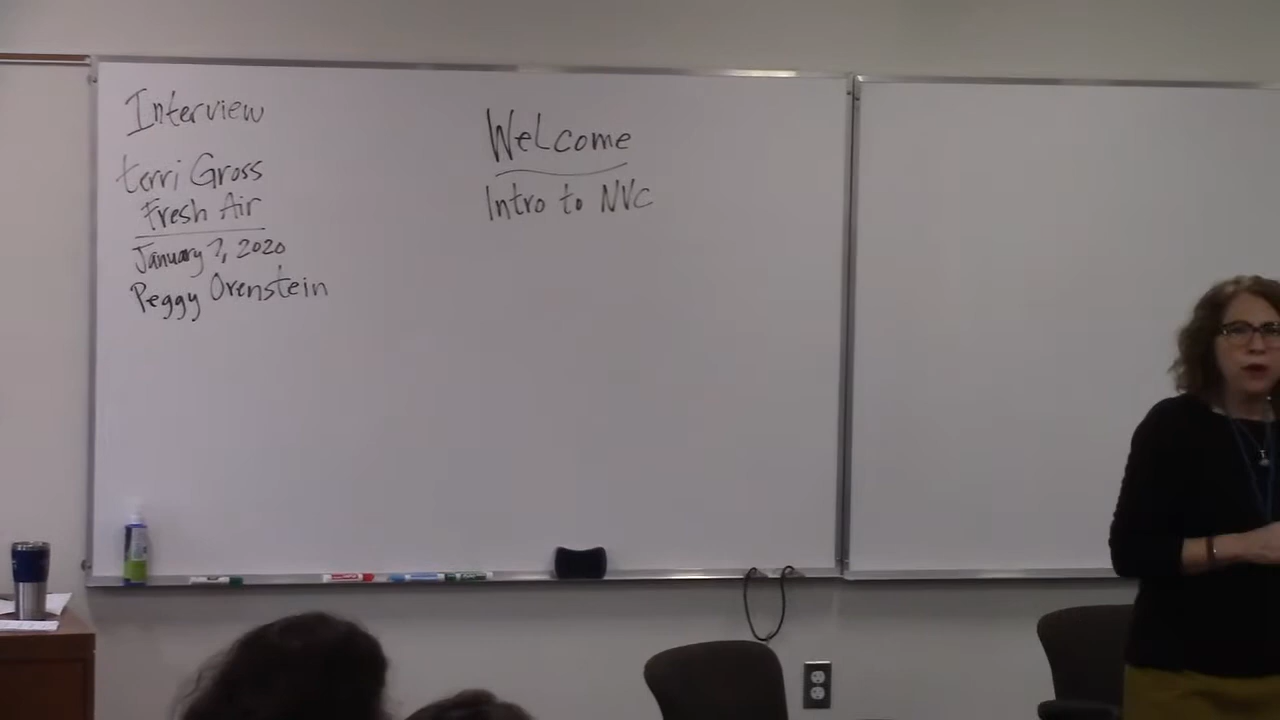 Interview
terri Gross
Fresh Air
January 7, 2020
Peggy Orenstein
Welcome
Intro to NVC